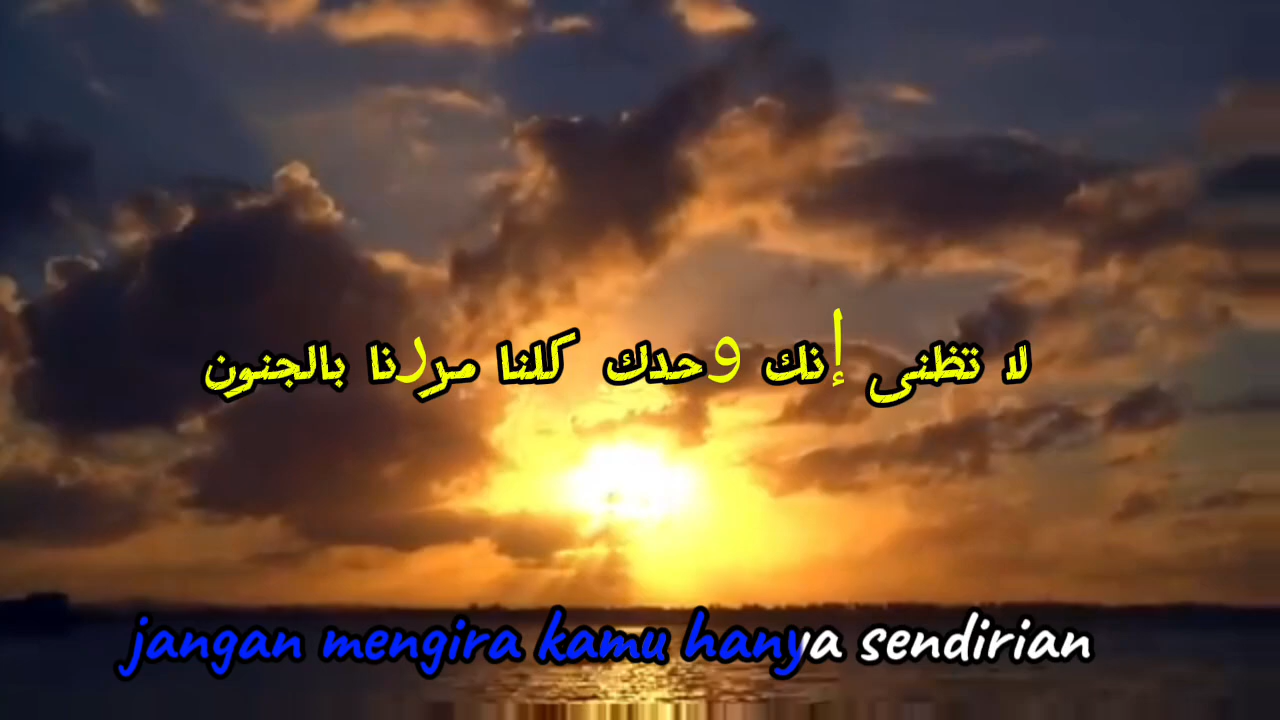 لا تظنى إنك وحدك كلنا مررنا بالجنون
jangan mengira kamu hanya sendirian